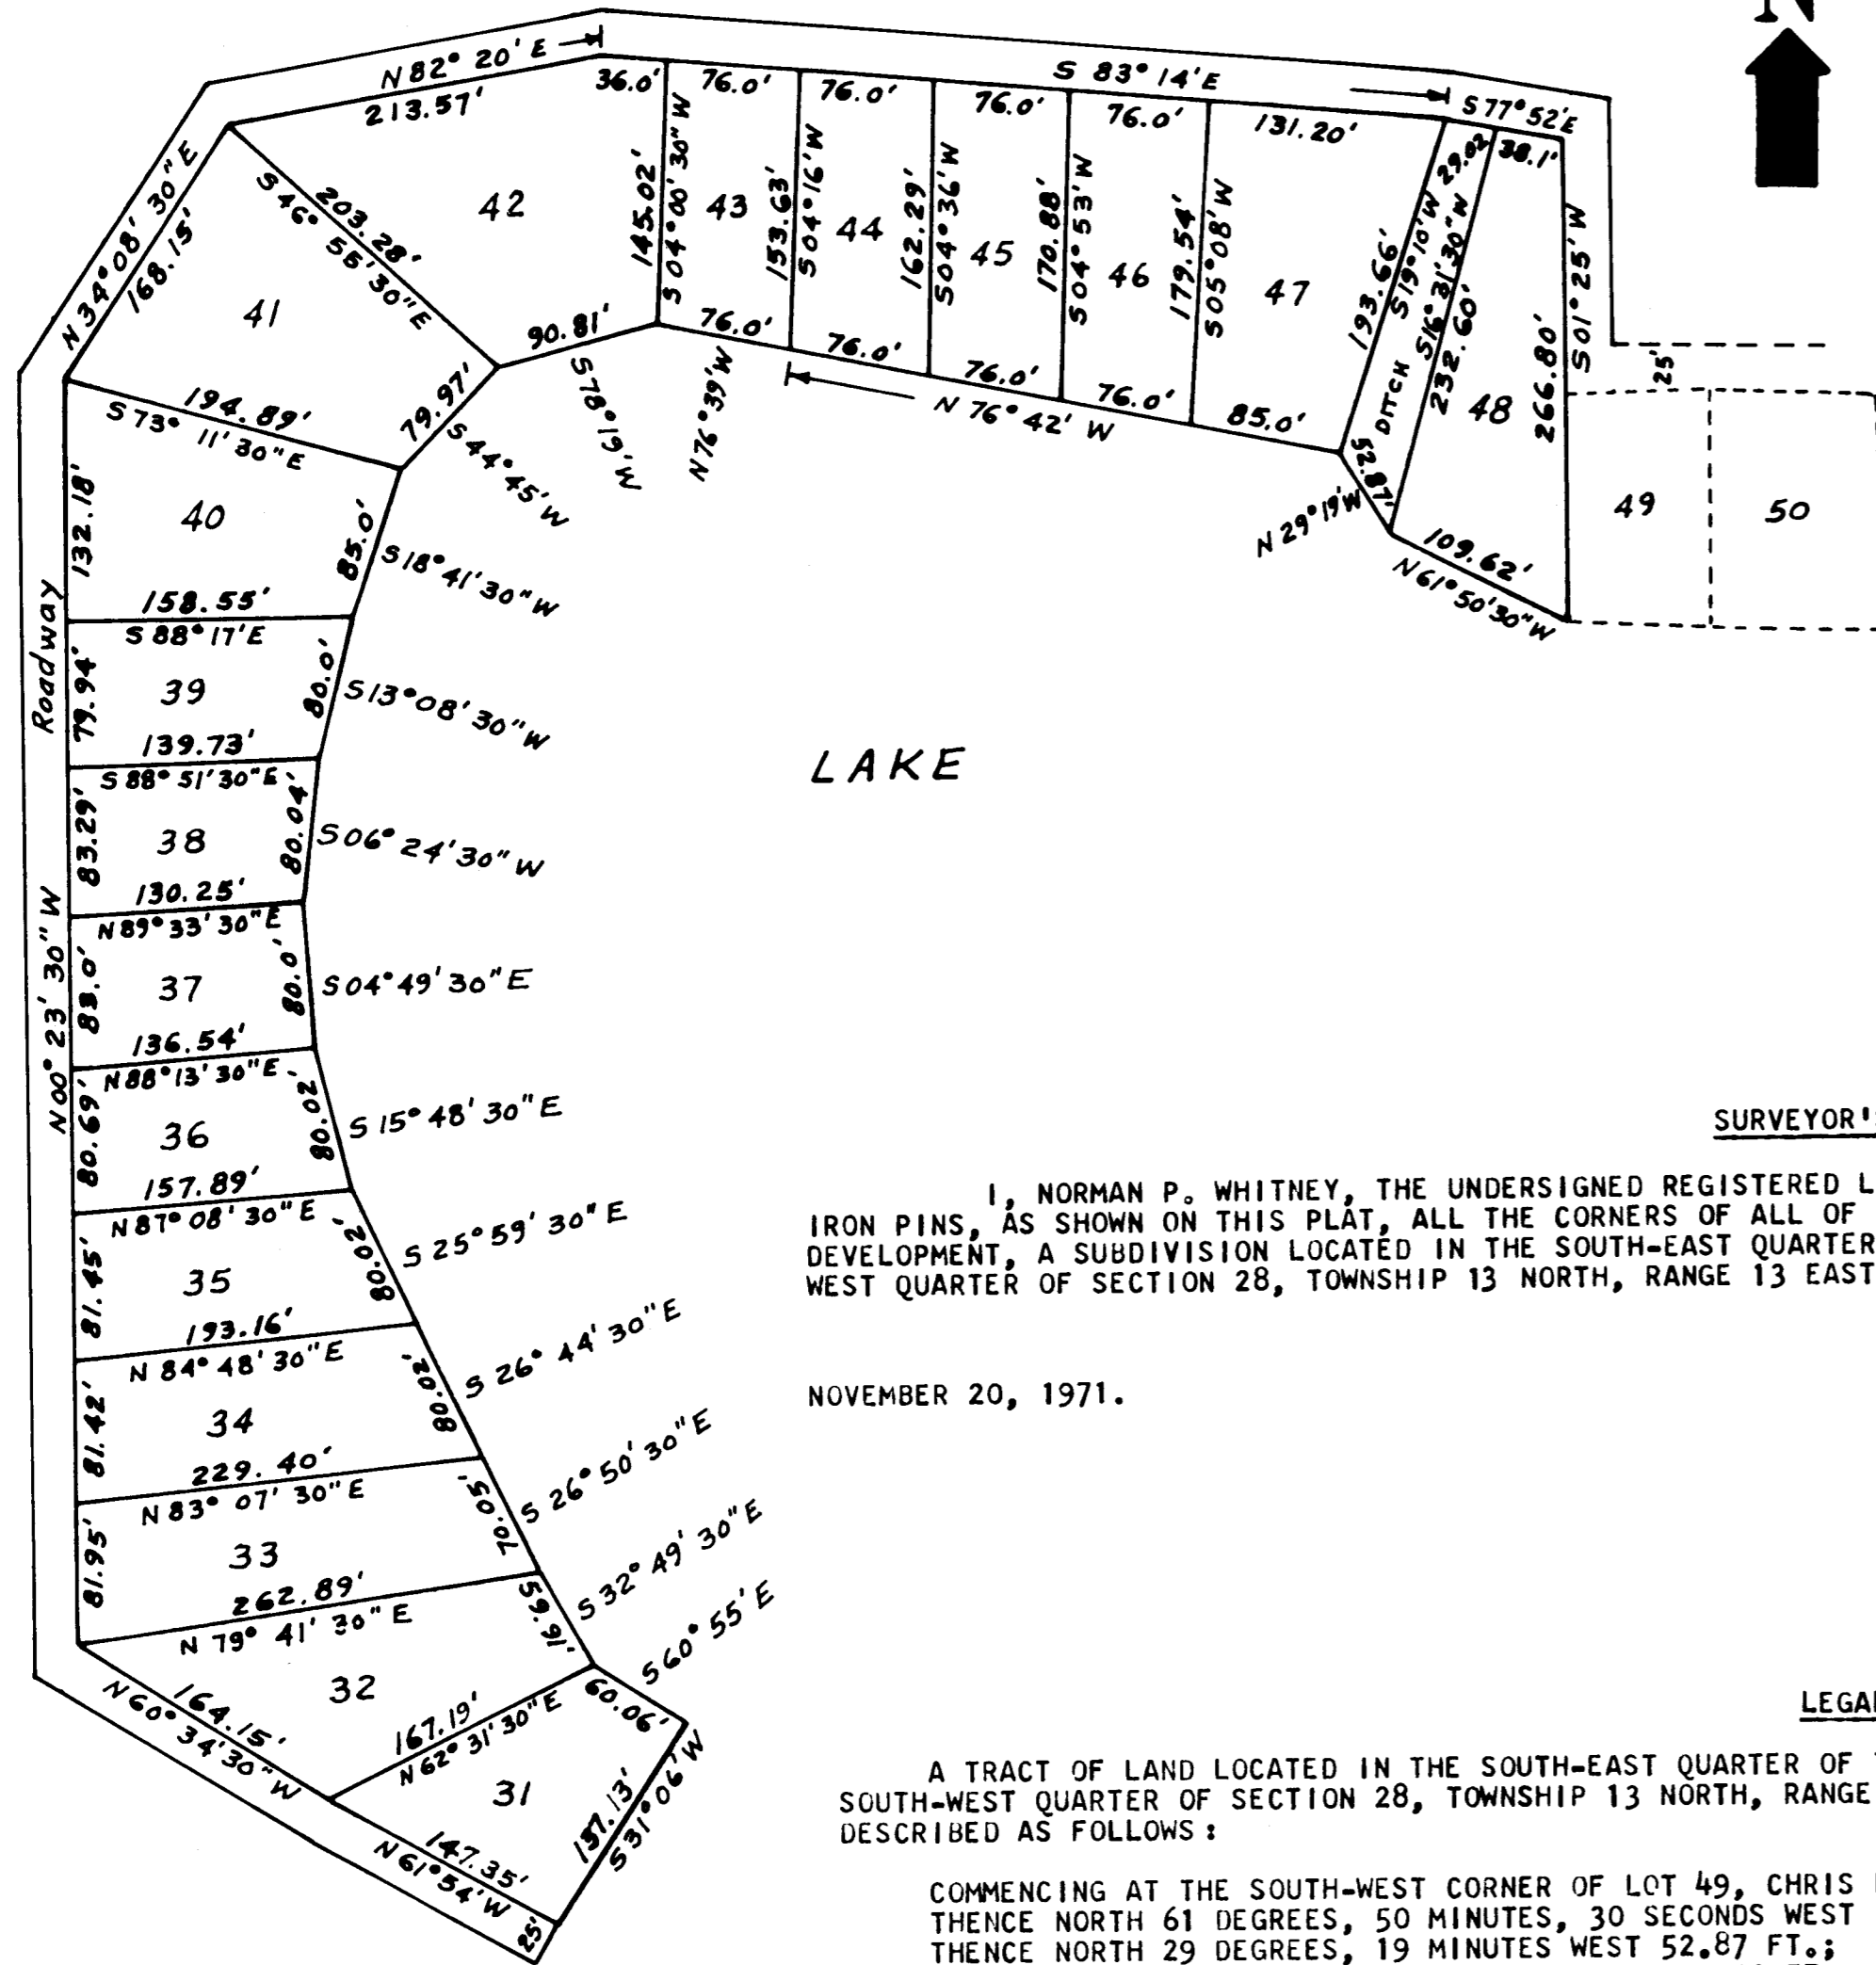 N
N 82° 20' E
213.57'
36.0'
76.0'
76.0'
S 83° 14' E
76.0'
76.0'
131.20'
S 77° 52' E
29.02
38.1'
N 34° 08' 30" E
168.15'
203.28'
S 46° 55' 30" E
41
42
145.02'
S 04° 00' 30" W
43
153.63'
S 04° 16' W
44
162.29'
S 04° 36' W
45
170.88'
S 04° 53' W
46
179.54'
S 05° 08' W
47
193.66'
S 19° 10' W
DITCH
S 16° 31' 30" W
232.60'
48
266.80'
S 01° 25' W
25'
49
50
90.81'
S 78° 19' W
76.0'
N 76° 39' W
76.0'
76.0'
N 76° 42' W
76.0'
85.0'
52.87'
N 29° 19' W
109.62'
N 61° 50' 30" W
79.97'
S 44° 45' W
194.89'
S 73° 11' 30" E
132.18'
40
85.0'
S 18° 41' 30" W
158.55'
S 88° 17' E
Roadway
79.94'
39
80.0'
S 13° 08' 30" W
139.73'
S 88° 51' 30" E
LAKE
83.29'
38
80.04'
S 06° 24' 30" W
130.25'
N 89° 33' 30" E
N 00° 23' 30" W
83.0'
37
80.0'
S 04° 49' 30" E
136.54'
N 88° 13' 30" E
80.69'
36
80.02'
S 15° 48' 30" E
157.89'
N 87° 08' 30" E
81.45'
35
80.02'
S 25° 59' 30" E
193.16'
N 84° 48' 30" E
81.42'
34
80.02'
S 26° 44' 30" E
229.40'
N 83° 07' 30" E
81.95'
33
70.05'
S 26° 50' 30" E
262.89'
N 79° 41' 30" E
59.91'
S 32° 49' 30" E
32
164.15'
N 60° 34' 30" W
167.19'
N 62° 31' 30" E
60.06'
S 60° 55' E
31
137.13'
S 31° 06' W
147.35'
N 61° 54' W
25'
SURVEYOR'
I, NORMAN P. WHITNEY, THE UNDERSIGNED REGISTERED L
IRON PINS, AS SHOWN ON THIS PLAT, ALL THE CORNERS OF ALL OF
DEVELOPMENT, A SUBDIVISION LOCATED IN THE SOUTH-EAST QUARTER
WEST QUARTER OF SECTION 28, TOWNSHIP 13 NORTH, RANGE 13 EAST
NOVEMBER 20, 1971.
LEGA
A TRACT OF LAND LOCATED IN THE SOUTH-EAST QUARTER OF
SOUTH-WEST QUARTER OF SECTION 28, TOWNSHIP 13 NORTH, RANGE
DESCRIBED AS FOLLOWS:
COMMENCING AT THE SOUTH-WEST CORNER OF LOT 49, CHRIS
THENCE NORTH 61 DEGREES, 50 MINUTES, 30 SECONDS WEST
THENCE NORTH 29 DEGREES, 19 MINUTES WEST 52.87 FT.;